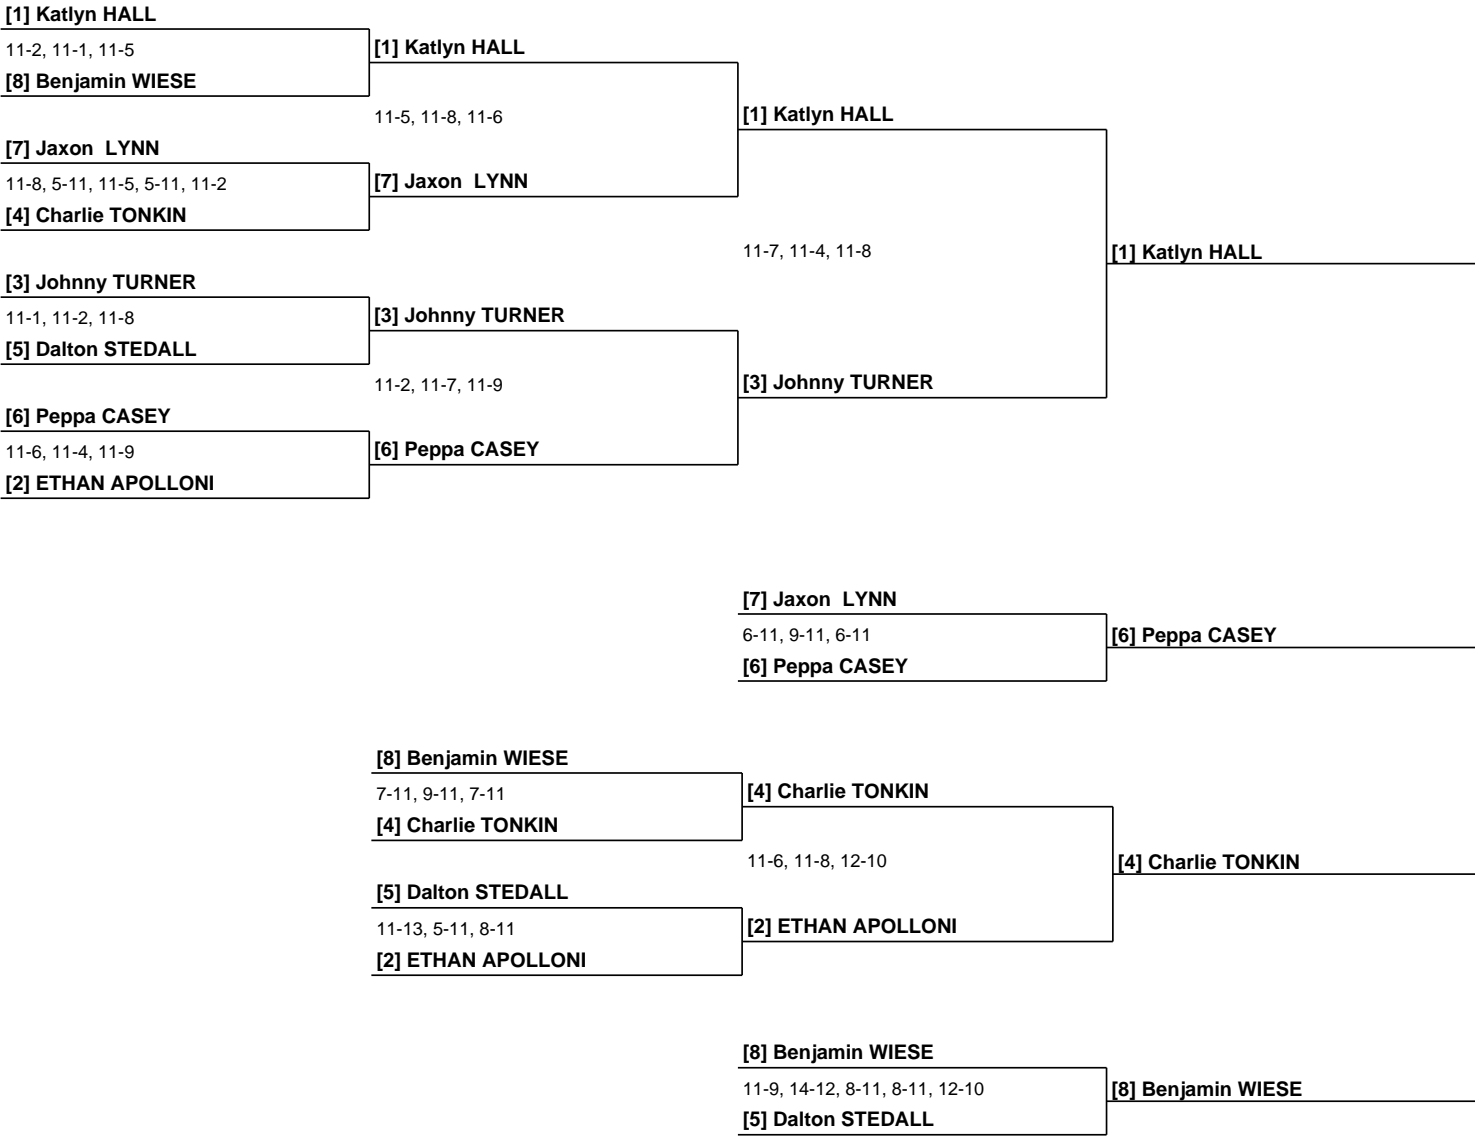 [1] Katlyn HALL
11-2, 11-1, 11-5
[1] Katlyn HALL
[8] Benjamin WIESE
11-5, 11-8, 11-6
[1] Katlyn HALL
[7] Jaxon  LYNN
11-8, 5-11, 11-5, 5-11, 11-2
[7] Jaxon  LYNN
[4] Charlie TONKIN
11-7, 11-4, 11-8
[1] Katlyn HALL
[3] Johnny TURNER
11-1, 11-2, 11-8
[3] Johnny TURNER
[5] Dalton STEDALL
11-2, 11-7, 11-9
[3] Johnny TURNER
[6] Peppa CASEY
11-6, 11-4, 11-9
[6] Peppa CASEY
[2] ETHAN APOLLONI
[7] Jaxon  LYNN
6-11, 9-11, 6-11
[6] Peppa CASEY
[6] Peppa CASEY
[8] Benjamin WIESE
7-11, 9-11, 7-11
[4] Charlie TONKIN
[4] Charlie TONKIN
11-6, 11-8, 12-10
[4] Charlie TONKIN
[5] Dalton STEDALL
11-13, 5-11, 8-11
[2] ETHAN APOLLONI
[2] ETHAN APOLLONI
[8] Benjamin WIESE
11-9, 14-12, 8-11, 8-11, 12-10
[8] Benjamin WIESE
[5] Dalton STEDALL